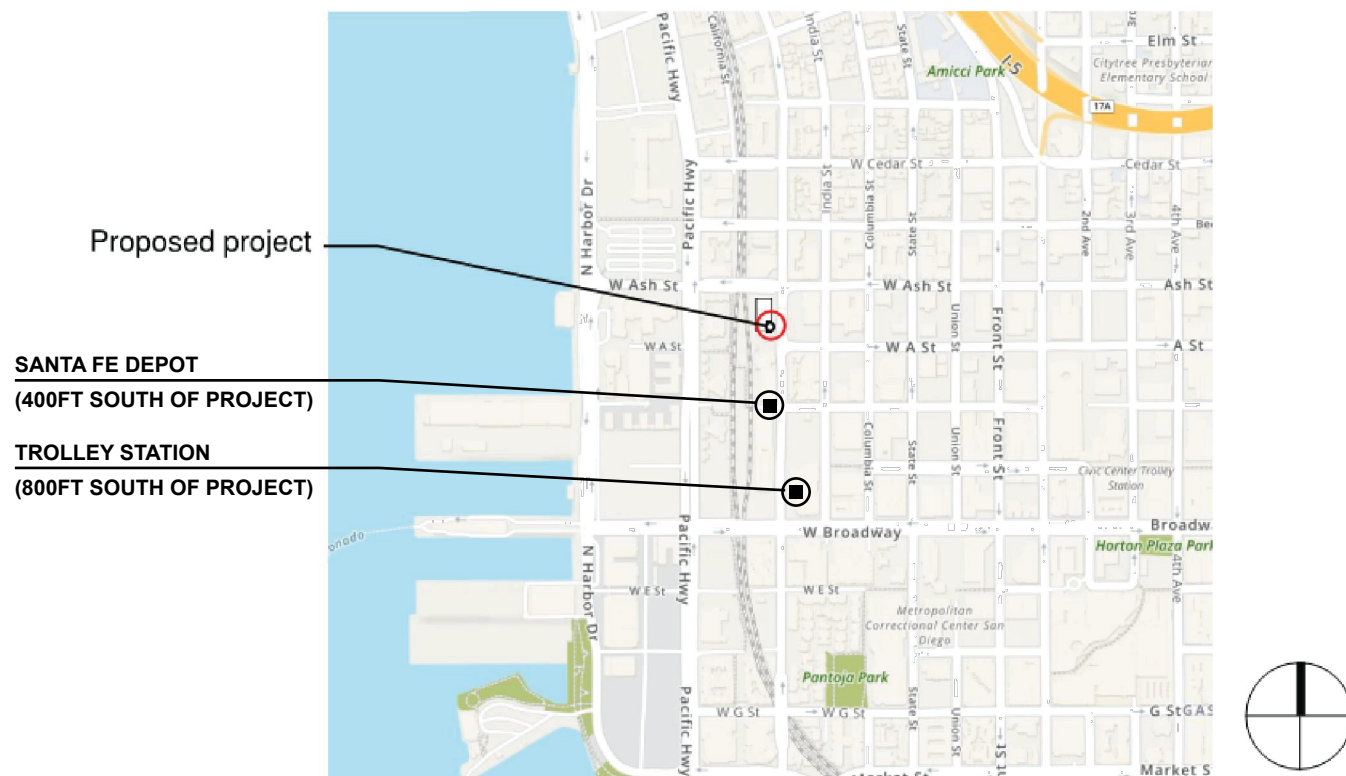 Pacific Hwy
California St
India St
State St
I-5
Elm St
Amicci Park
Citytree Presbyterian
Elementary School
17A
W Cedar St
Cedar St
N Harbor Dr
Pacific Hwy
India St
Columbia St
State St
2nd Ave
3rd Ave
4th Ave
Proposed project
W Ash St
W Ash St
Ash St
Union St
Front St
W A St
W A St
A St
SANTA FE DEPOT
(400FT SOUTH OF PROJECT)
TROLLEY STATION
(800FT SOUTH OF PROJECT)
Columbia St
State St
Union St
Front St
Civic Center Trolley
Station
Pacific Hwy
W Broadway
Broadw
Horton Plaza Park
N Harbor Dr
4th Ave
W E St
W E St
Metropolitan
Correctional Center San
Diego
Pantoja Park
Pacific Hwy
State St
Union St
W G St
W G St
G St
GAS
Market S